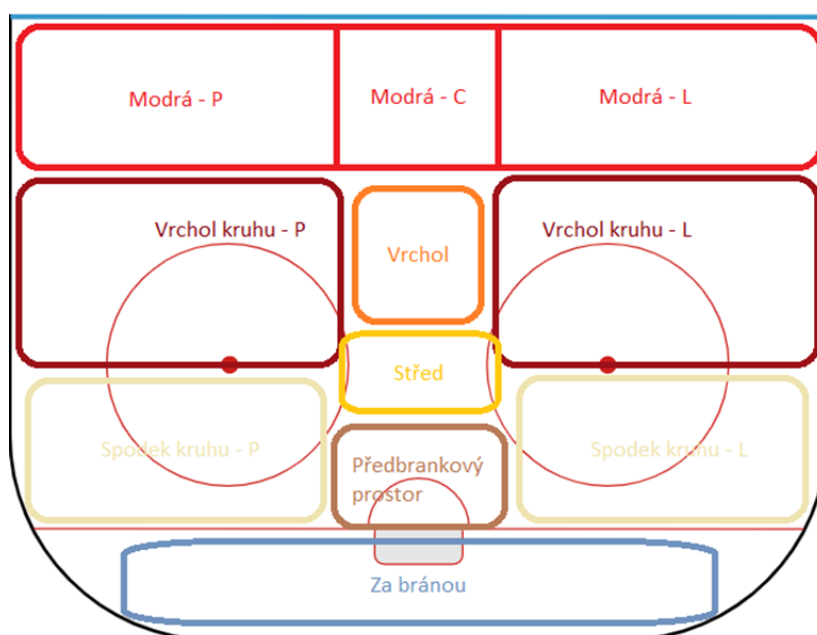 Modrá - P
Modrá - C
Modrá - L
Vrchol kruhu - P
Vrchol
Vrchol kruhu - L
Střed
Spodek kruhu - P
Předbrankový
prostor
Spodek kruhu - L
Za bránou